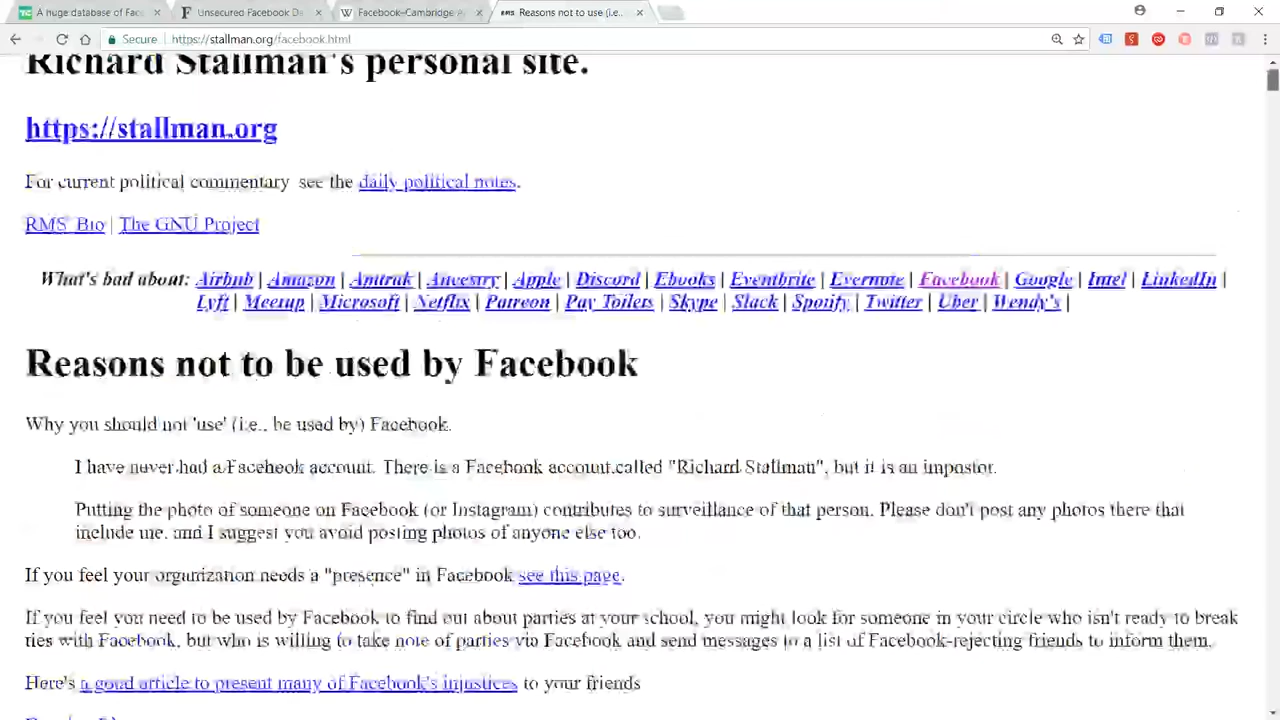 A huge database of Fac
Unsecured Facebook Da
Facebook–Cambridge A
RMS Reasons not to use (i.e.
Secure https://stallman.org/facebook.html
Richard Stallman's personal site.
https://stallman.org
For current political commentary see the daily political notes.
RMS' Bio | The GNU Project
What's bad about: Airbnb | Amazon | Amtrak | Ancestry | Apple | Discord | Ebooks | Eventbrite | Evernote | Facebook | Google | Intel | LinkedIn |
Lyft | Meetup | Microsoft | Netflix | Patreon | Pay Toilets | Skype | Slack | Spotify | Twitter | Uber | Wendy's |
Reasons not to be used by Facebook
Why you should not 'use' (i.e., be used by) Facebook.
I have never had a Facebook account. There is a Facebook account called "Richard Stallman", but it is an impostor.
Putting the photo of someone on Facebook (or Instagram) contributes to surveillance of that person. Please don't post any photos there that
include me, and I suggest you avoid posting photos of anyone else too.
If you feel your organization needs a "presence" in Facebook see this page.
If you feel you need to be used by Facebook to find out about parties at your school, you might look for someone in your circle who isn't ready to break
ties with Facebook, but who is willing to take note of parties via Facebook and send messages to a list of Facebook-rejecting friends to inform them.
Here's a good article to present many of Facebook's injustices to your friends